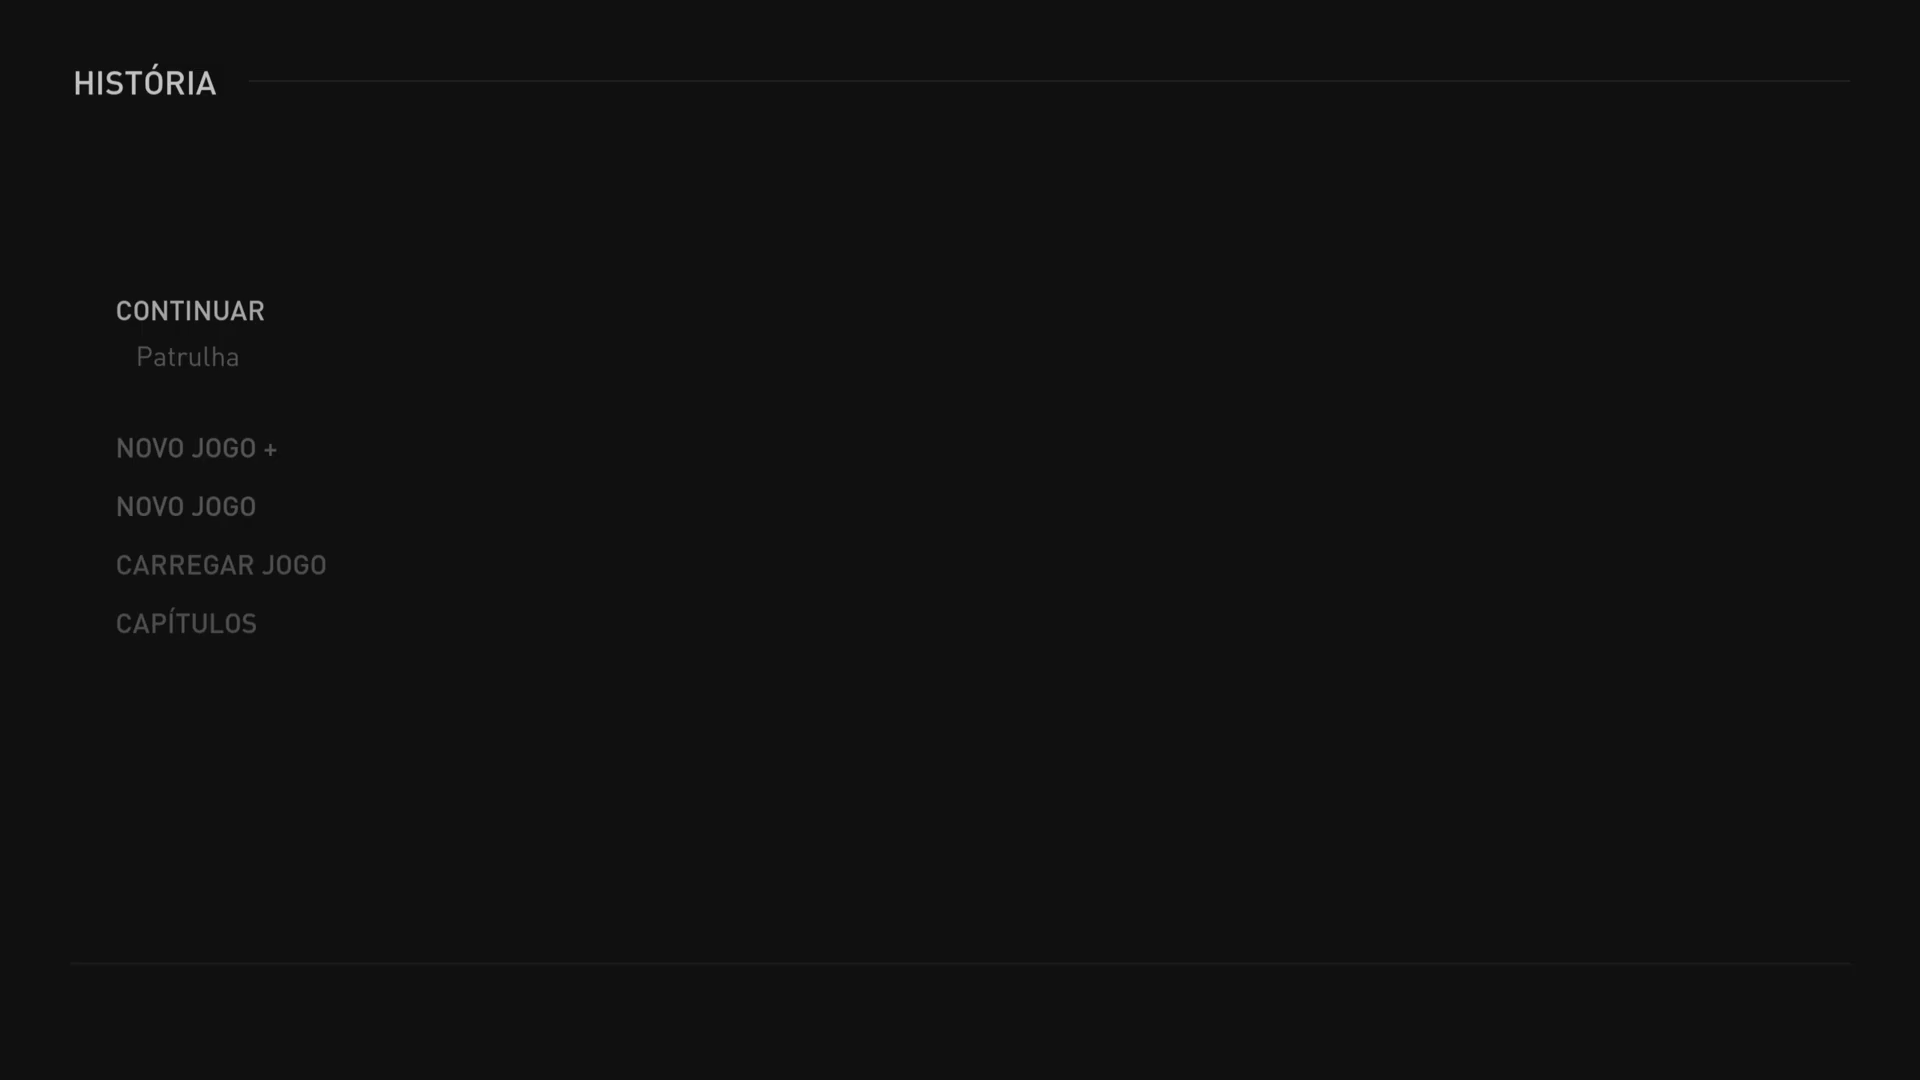 HISTÓRIA
CONTINUAR
Patrulha
NOVO JOGO +
NOVO JOGO
CARREGAR JOGO
CAPÍTULOS